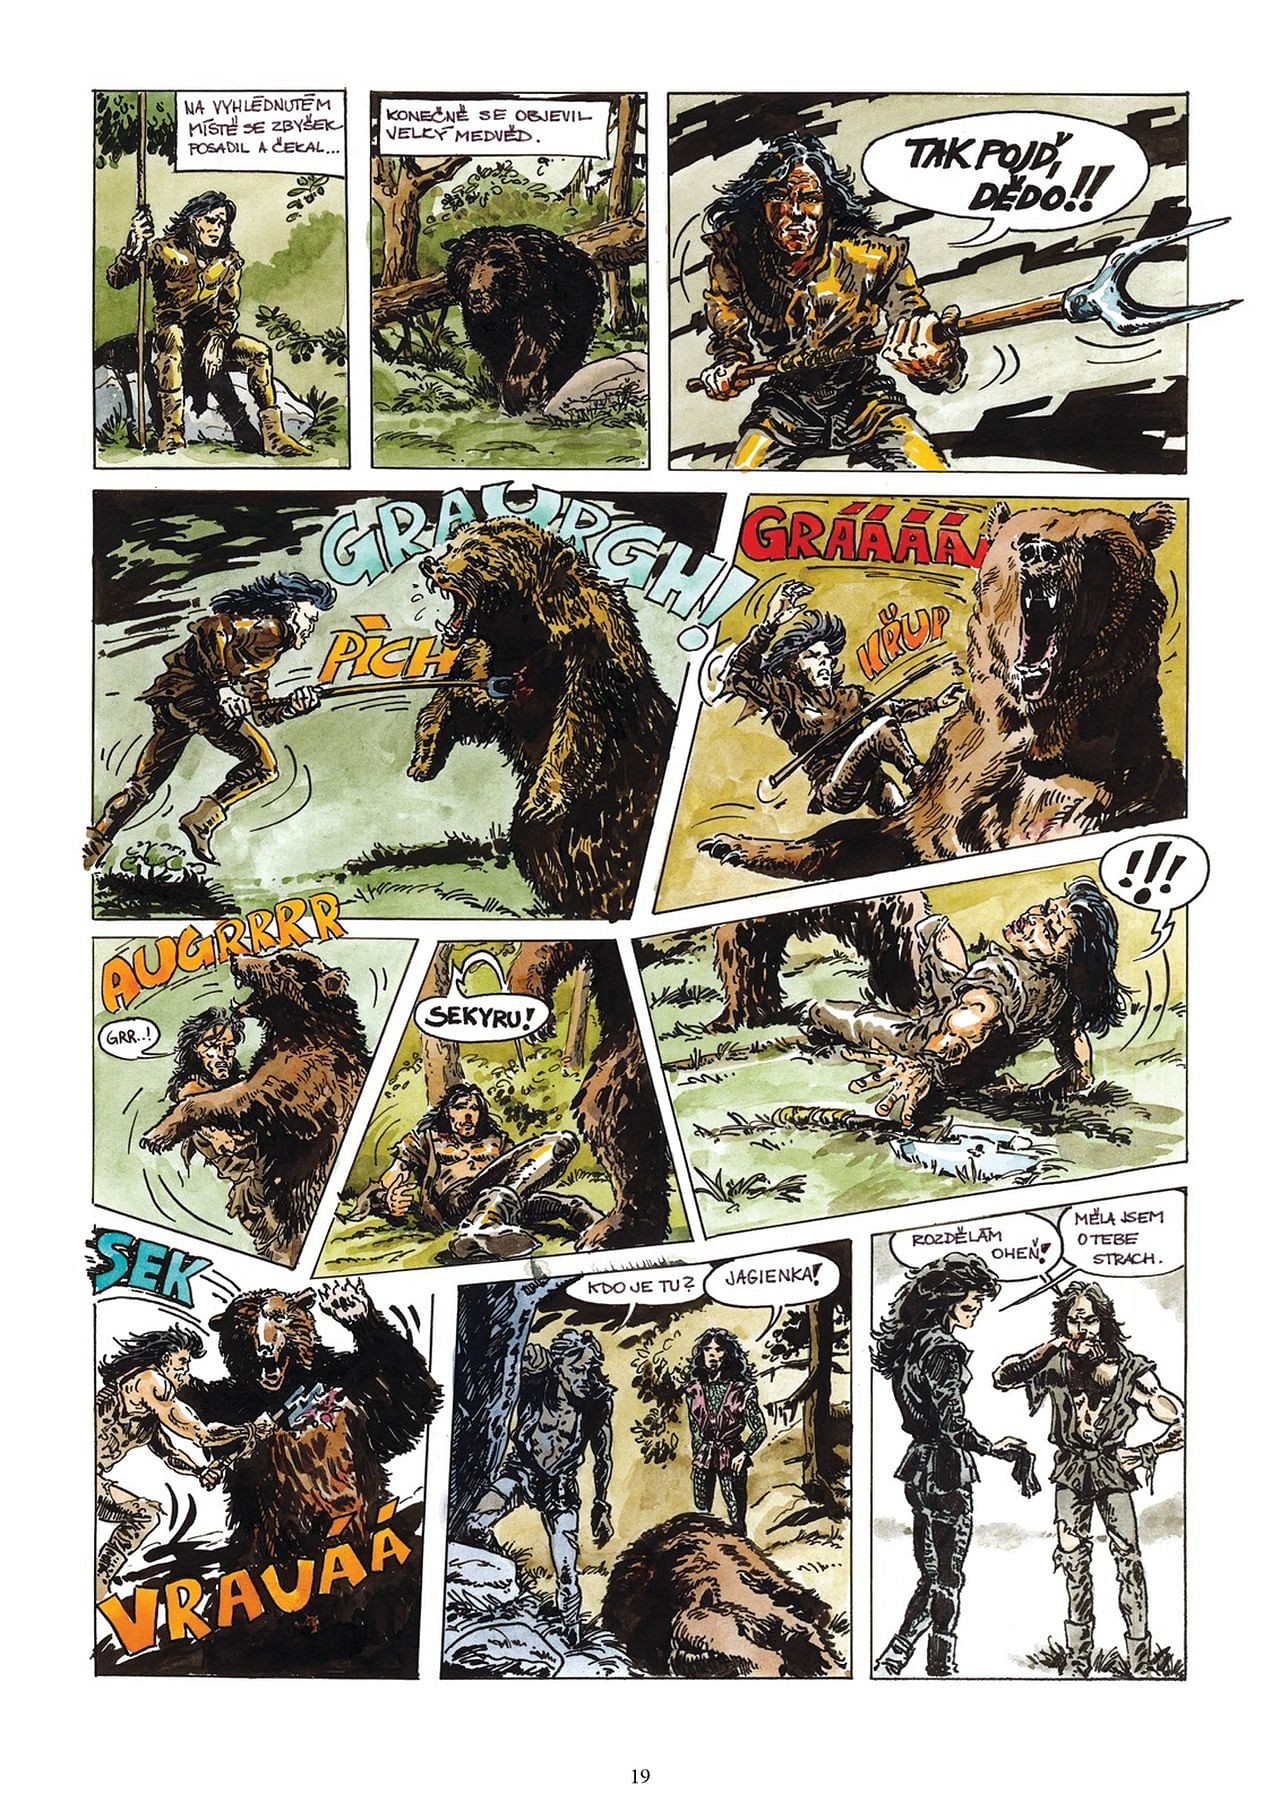 NA VYHLÉDNUTÉM
MÍSTĚ SE ZBYŠEK
POSADIL A ČEKAL...
KONEČNĚ SE OBJEVIL
VELKÝ MEDVĚD.
TAK POJĎ,
DĚDO!!
GRAURGH!
PÌCH
GRÁÁÁÁ
KŘUP
AUGRRRR
GRR..!
SEKYRU!
!!!
SEK
VRAUÁÁ
KDO JE TU?
JAGIENKA!
ROZDĚLÁM
OHEŇ!
MĚLA JSEM
O TEBE
STRACH.
19